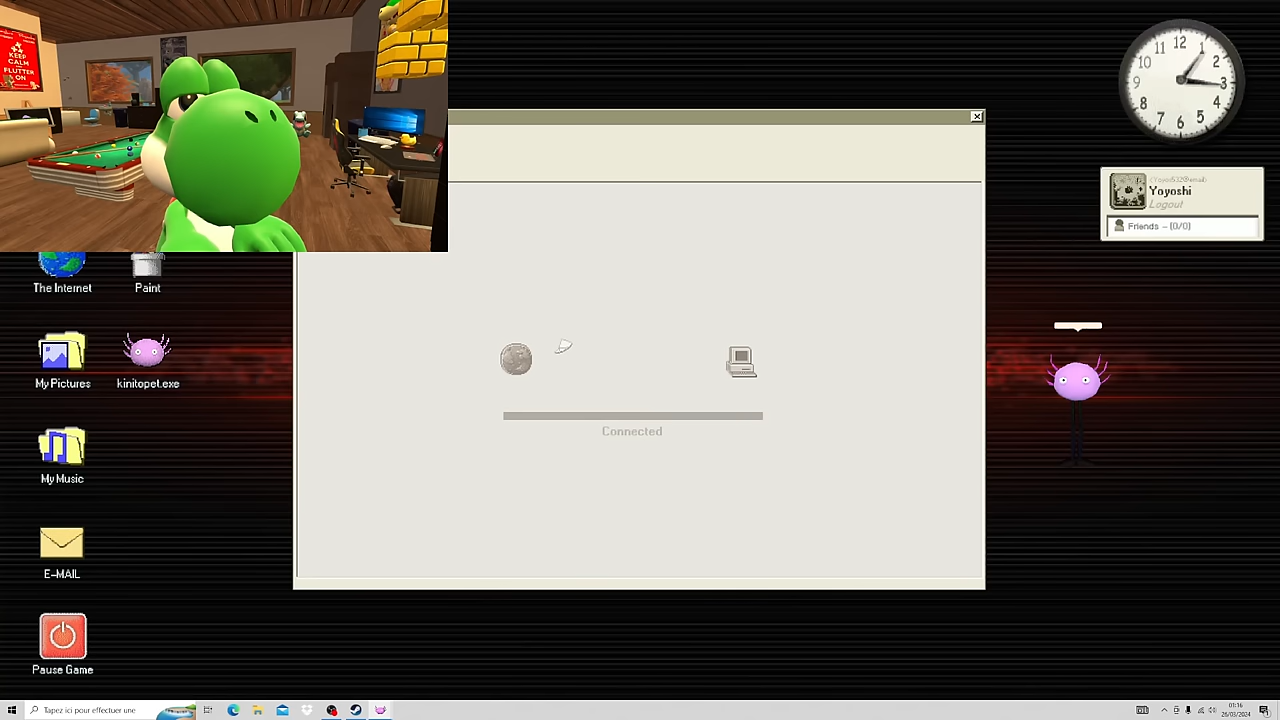 KEEP
CALM
AND
FLUTTER
ON
12
1
2
3
4
5
6
7
8
9
10
11
Yoyoshi
Logout
Friends - (0/0)
The Internet
Paint
My Pictures
kinitopet.exe
My Music
E-MAIL
Pause Game
Connected
Tapez ici pour effectuer une
01:16
26/03/2024